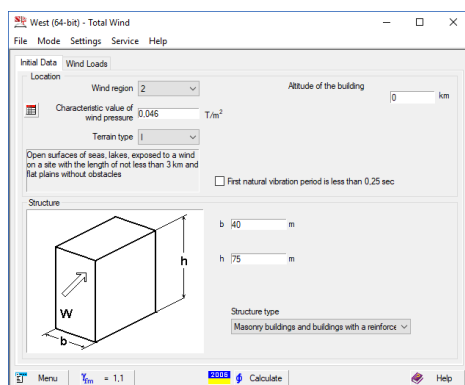 West (64-bit) - Total Wind
File Mode Settings Service Help
Initial Data Wind Loads
Location
Wind region 2
Altitude of the building
0 km
Characteristic value of
wind pressure 0,046 T/m²
Terrain type I
Open surfaces of seas, lakes, exposed to a wind
on a site with the length of not less than 3 km and
flat plains without obstacles
First natural vibration period is less than 0,25 sec
Structure
h
W
b
b 40 m
h 75 m
Structure type
Masonry buildings and buildings with a reinforce
Menu γfm = 1,1 2006 Calculate Help